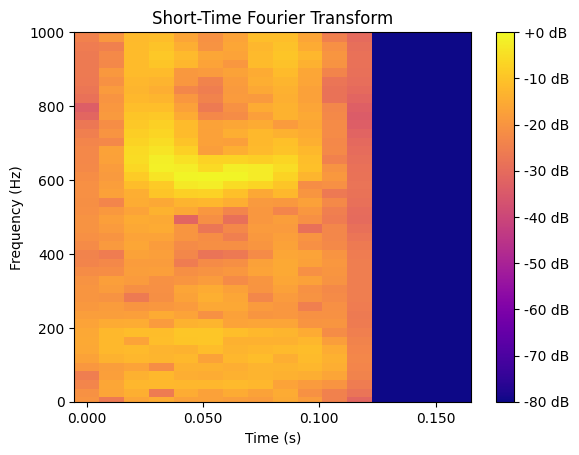 Short-Time Fourier Transform
1000
800
600
400
200
0
Frequency (Hz)
0.000
0.050
0.100
0.150
Time (s)
+0 dB
-10 dB
-20 dB
-30 dB
-40 dB
-50 dB
-60 dB
-70 dB
-80 dB